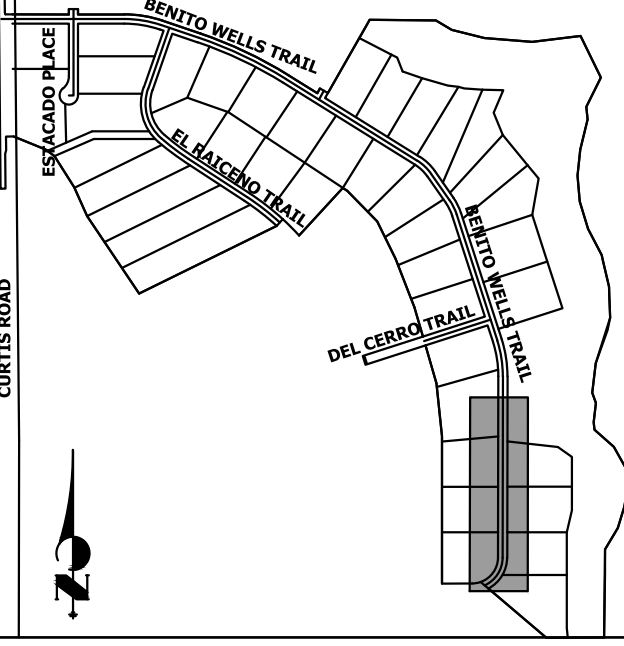 BENITO WELLS TRAIL
ESTACADO PLACE
EL RAICENO TRAIL
BENITO WELLS TRAIL
DEL CERRO TRAIL
CURTIS ROAD
N